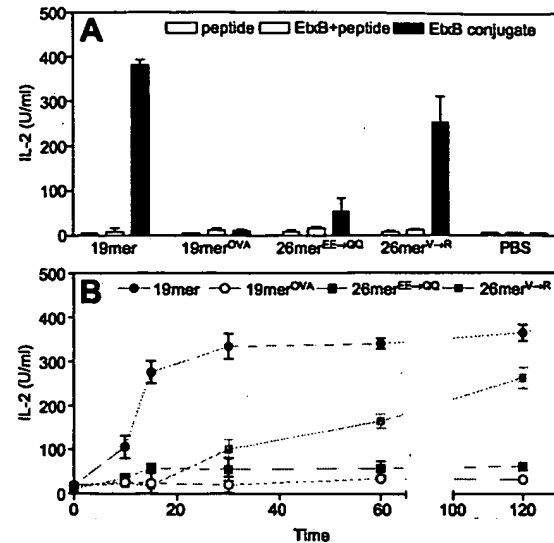 A
peptide EtxB+peptide EtxB conjugate
500
400
300
200
100
0
IL-2 (U/ml)
19mer 19mer^OVA 26mer^EE→QQ 26mer^V→R PBS
B
19mer 19mer^OVA 26mer^EE→QQ 26mer^V→R
500
400
300
200
100
0
IL-2 (U/ml)
0 20 40 60 100 120
Time